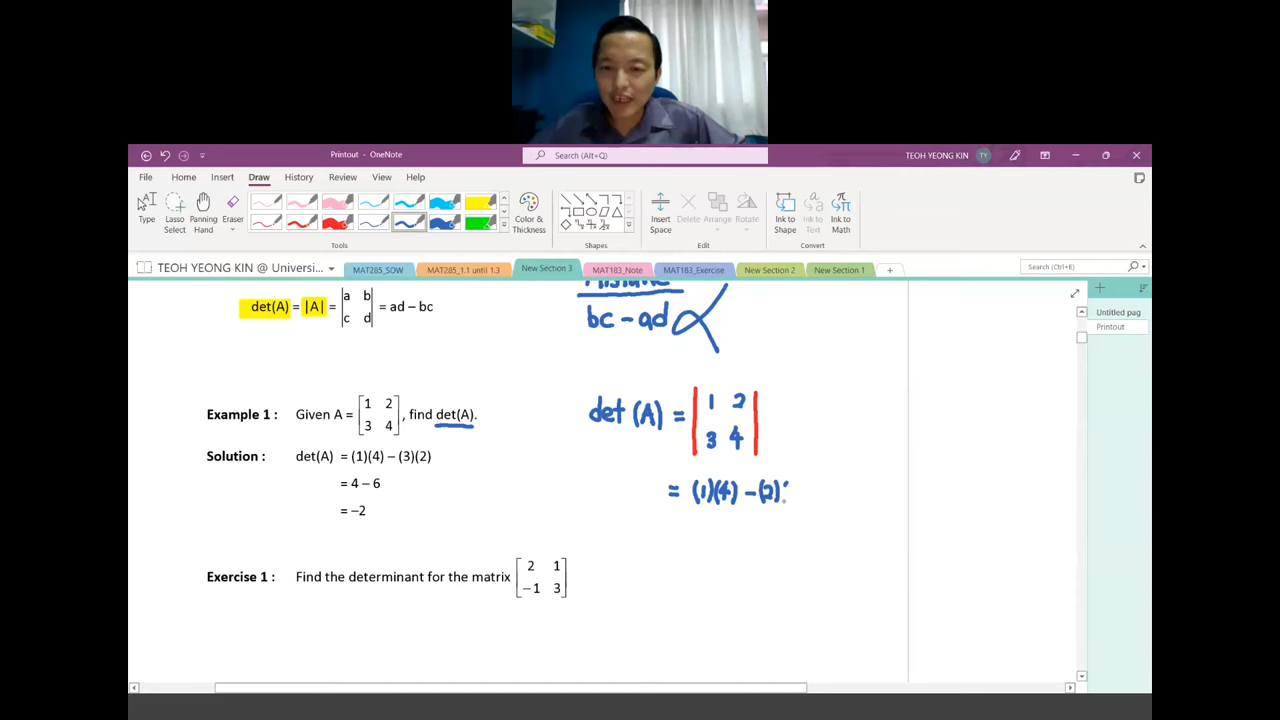 Printout - OneNote
Search (Alt+Q)
TEOH YEONG KIN TY
File Home Insert Draw History Review View Help
Type Lasso Select Panning Hand Eraser Color & Thickness Insert Space Delete Arrange Rotate Ink to Shape Ink to Text Ink to Math
Tools Shapes Edit Convert
TEOH YEONG KIN @ Universi... MAT285_SOW MAT285_1.1 until 1.3 New Section 3 MAT183_Note MAT183_Exercise New Section 2 New Section 1 + Search (Ctrl+E)
Untitled pag
Printout
det(A) = |A| = |a b| = ad − bc
c d
bc − ad
Example 1 : Given A = [1 2], find det(A).
3 4
det (A) = |1 2|
3 4
Solution : det(A) = (1)(4) − (3)(2)
= 4 − 6
= −2
= (1)(4) − (2)
Exercise 1 : Find the determinant for the matrix [2 1]
−1 3